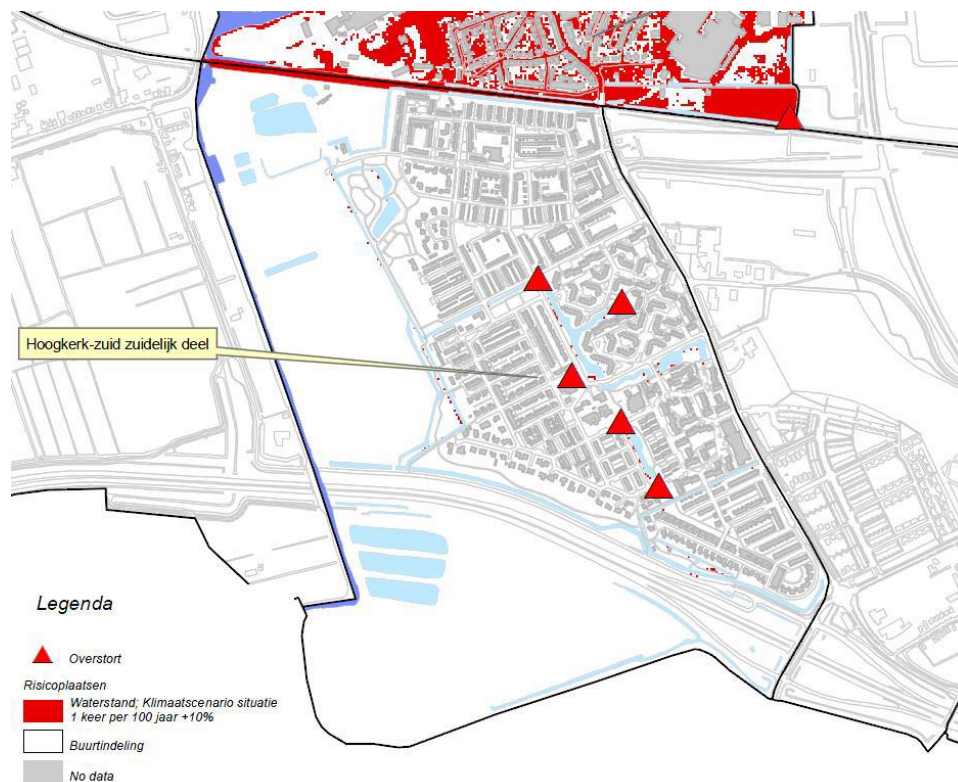 Hoogkerk-zuid zuidelijk deel
Legenda
Overstort
Risicoplaatsen
Waterstand; Klimaatscenario situatie
1 keer per 100 jaar +10%
Buurtindeling
No data